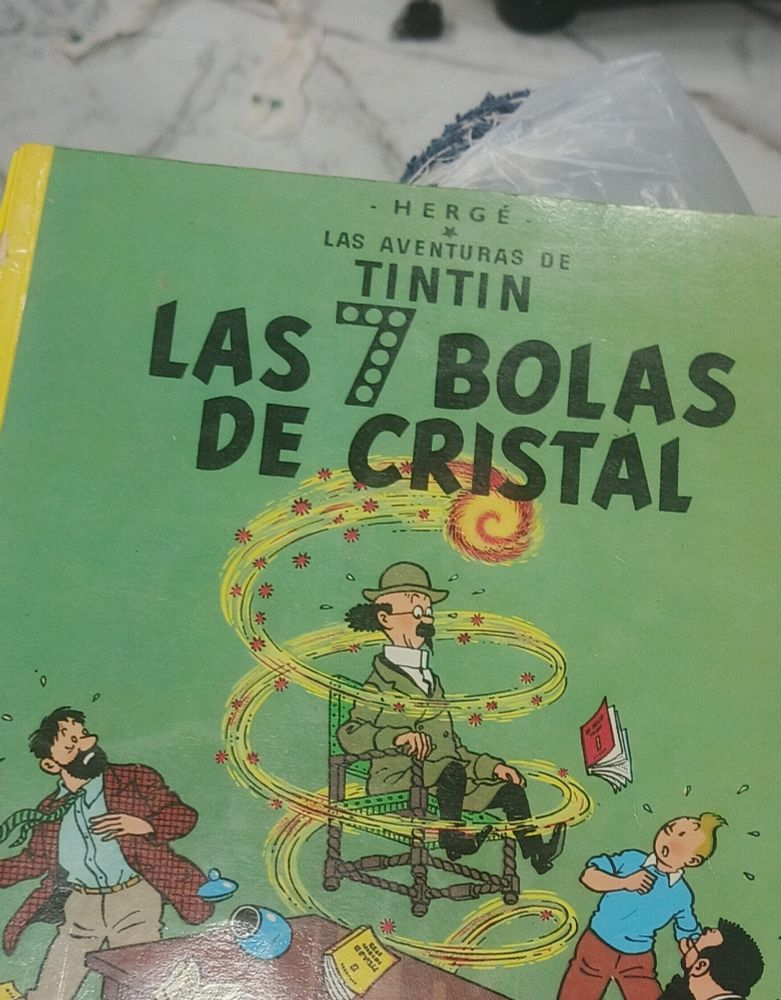 - HERGÉ -
LAS AVENTURAS DE
TINTIN
LAS 7 BOLAS
DE CRISTAL